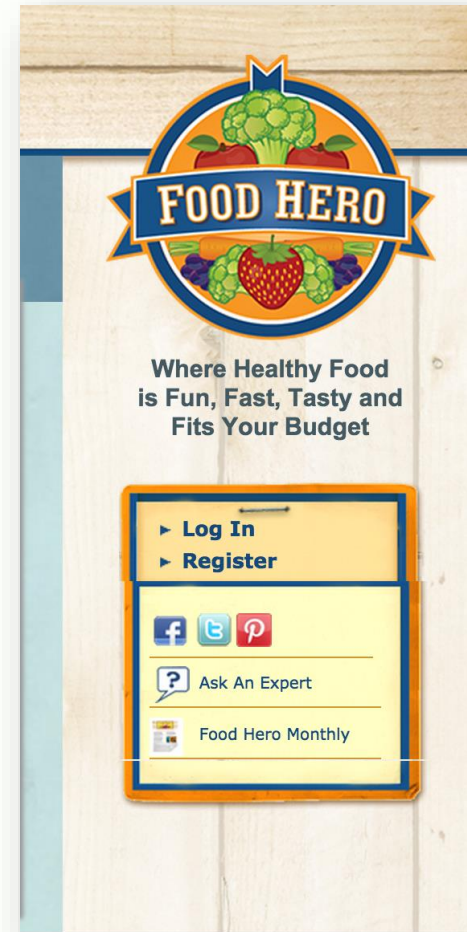 FOOD HERO
Where Healthy Food
is Fun, Fast, Tasty and
Fits Your Budget
Log In
Register
Ask An Expert
Food Hero Monthly